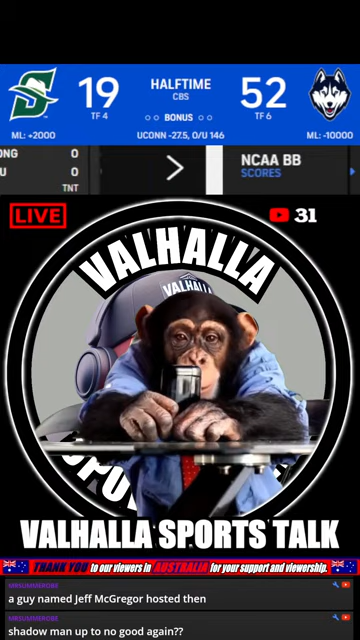 19
TF 4
HALFTIME
CBS
BONUS
52
TF 6
ML: +2000
UCONN -27.5, O/U 146
ML: -10000
ONG 0
U 0
TNT
NCAA BB
SCORES
LIVE
31
VALHALLA
VALHALLA
VALHALLA SPORTS TALK
THANK YOU to our viewers in AUSTRALIA for your support and viewership.
MRSUMMEROBE
a guy named Jeff McGregor hosted then
MRSUMMEROBE
shadow man up to no good again??